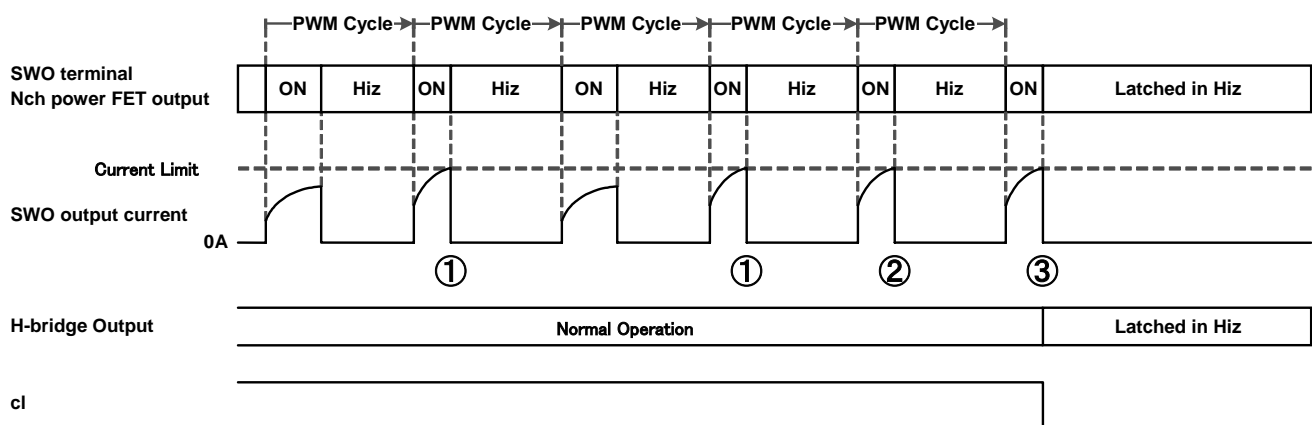 PWM Cycle PWM Cycle PWM Cycle PWM Cycle PWM Cycle
SWO terminal
Nch power FET output
ON Hiz ON Hiz ON Hiz ON Hiz ON Hiz ON Latched in Hiz
Current Limit
SWO output current
0A
① ① ② ③
H-bridge Output Normal Operation Latched in Hiz
cl